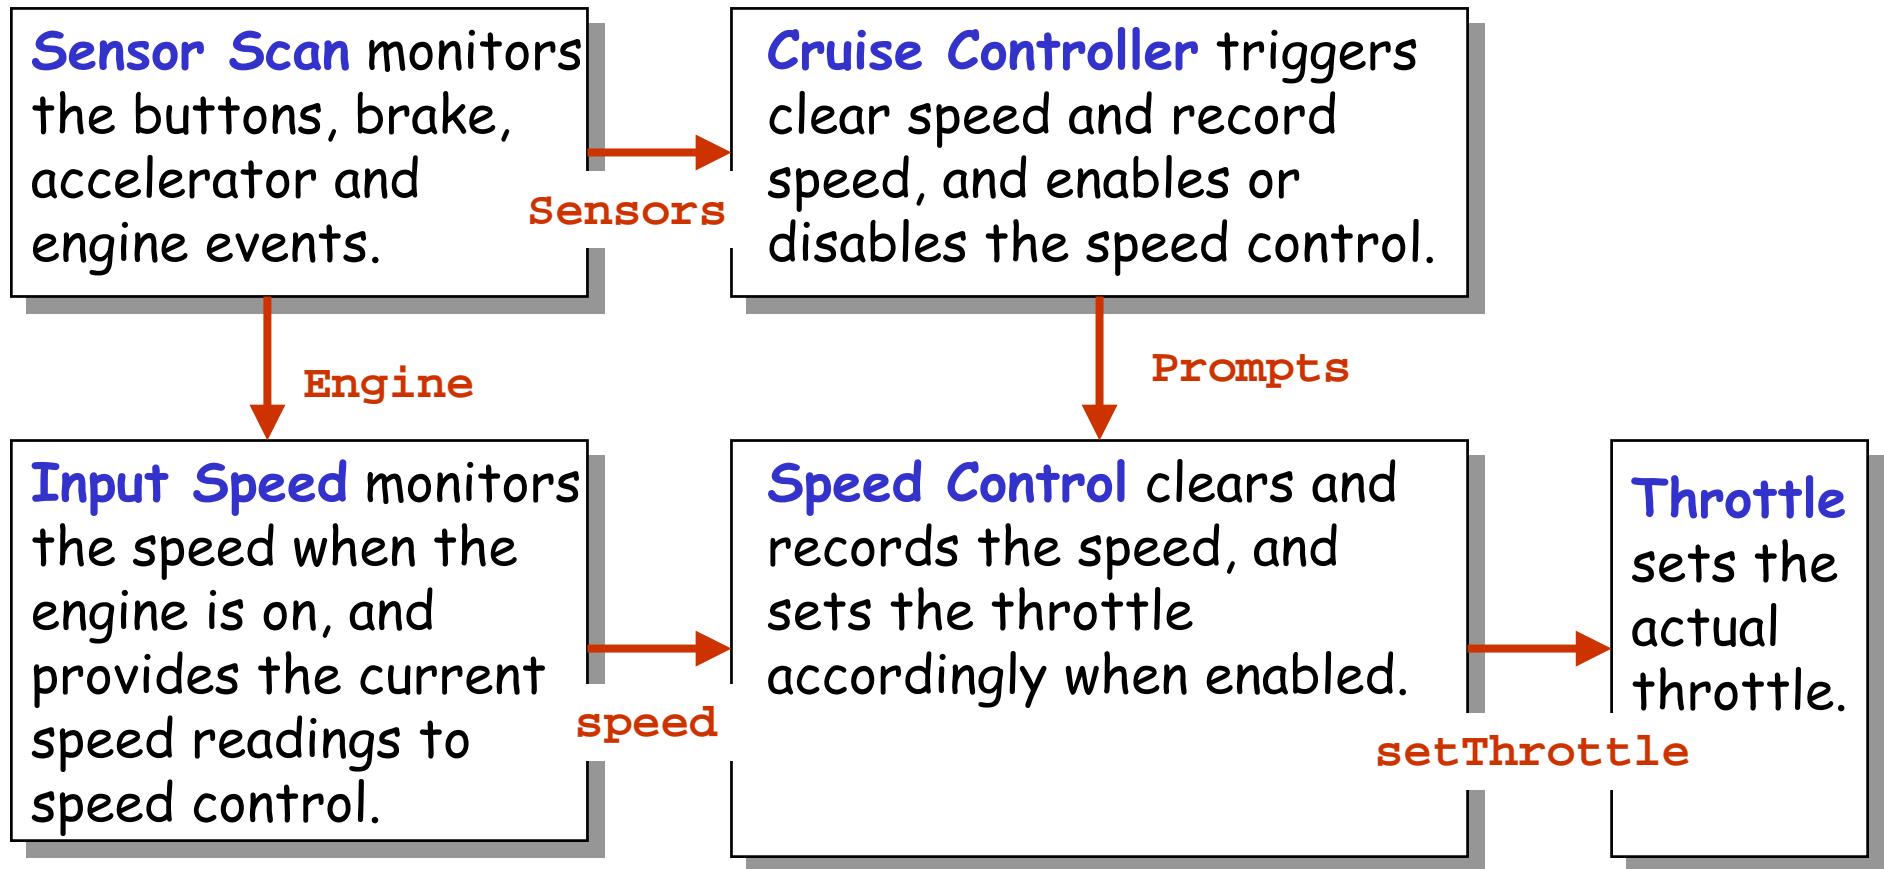 Sensor Scan monitors
the buttons, brake,
accelerator and
engine events.
Sensors
Cruise Controller triggers
clear speed and record
speed, and enables or
disables the speed control.
Engine
Prompts
Input Speed monitors
the speed when the
engine is on, and
provides the current
speed readings to
speed control.
speed
Speed Control clears and
records the speed, and
sets the throttle
accordingly when enabled.
setThrottle
Throttle
sets the
actual
throttle.